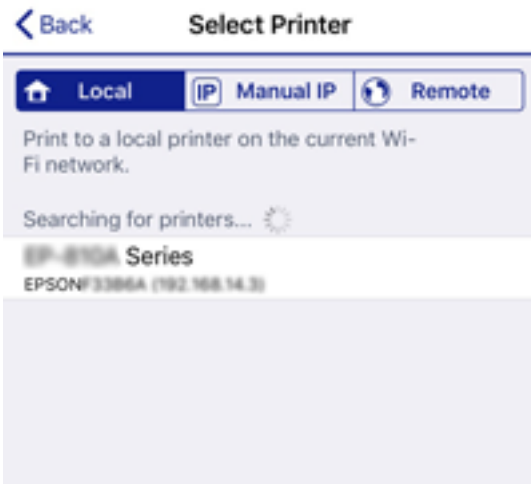 Back
Select Printer
Local
IP Manual IP
Remote
Print to a local printer on the current Wi-
Fi network.
Searching for printers...
Series
EPSON